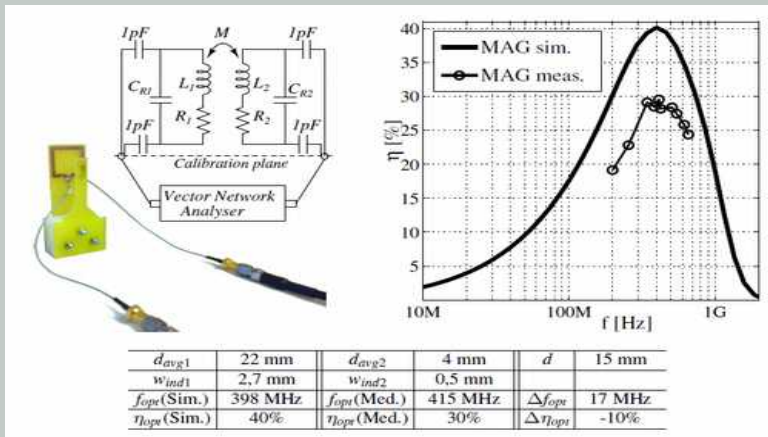 1pF M 1pF
C_R1 L_1 L_2 C_R2
R_1 R_2
1pF 1pF
Calibration plane
Vector Network
Analyser
MAG sim.
MAG meas.
η [%]
40
35
30
25
20
15
10
5
10M 100M 1G
f [Hz]
d_avg1 22 mm d_avg2 4 mm d 15 mm
w_ind1 2,7 mm w_ind2 0,5 mm
f_opt(Sim.) 398 MHz f_opt(Med.) 415 MHz Δf_opt 17 MHz
η_opt(Sim.) 40% η_opt(Med.) 30% Δη_opt -10%